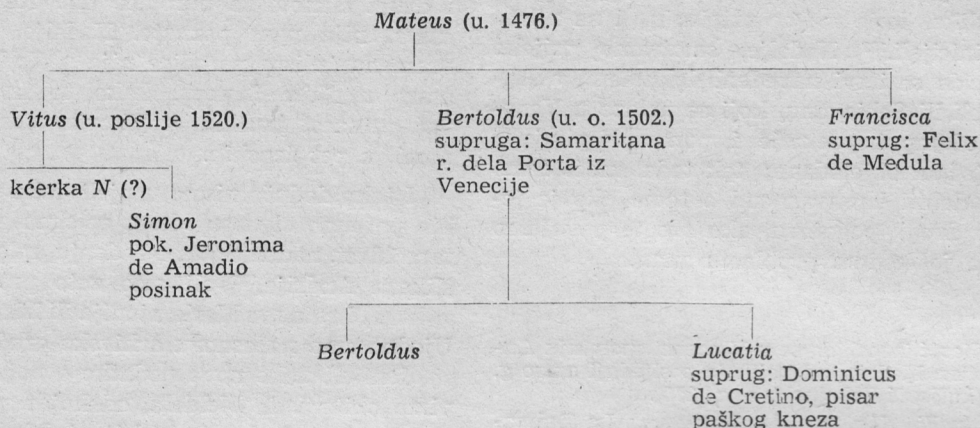 Mateus (u. 1476.)
Vitus (u. poslije 1520.)
kćerka N (?)
Simon
pok. Jeronima
de Amadio
posinak
Bertoldus (u. o. 1502.)
supruga: Samaritana
r. dela Porta iz
Venecije
Francisca
suprug: Felix
de Medula
Bertoldus
Lucatia
suprug: Dominicus
de Cretino, pisar
paškog kneza